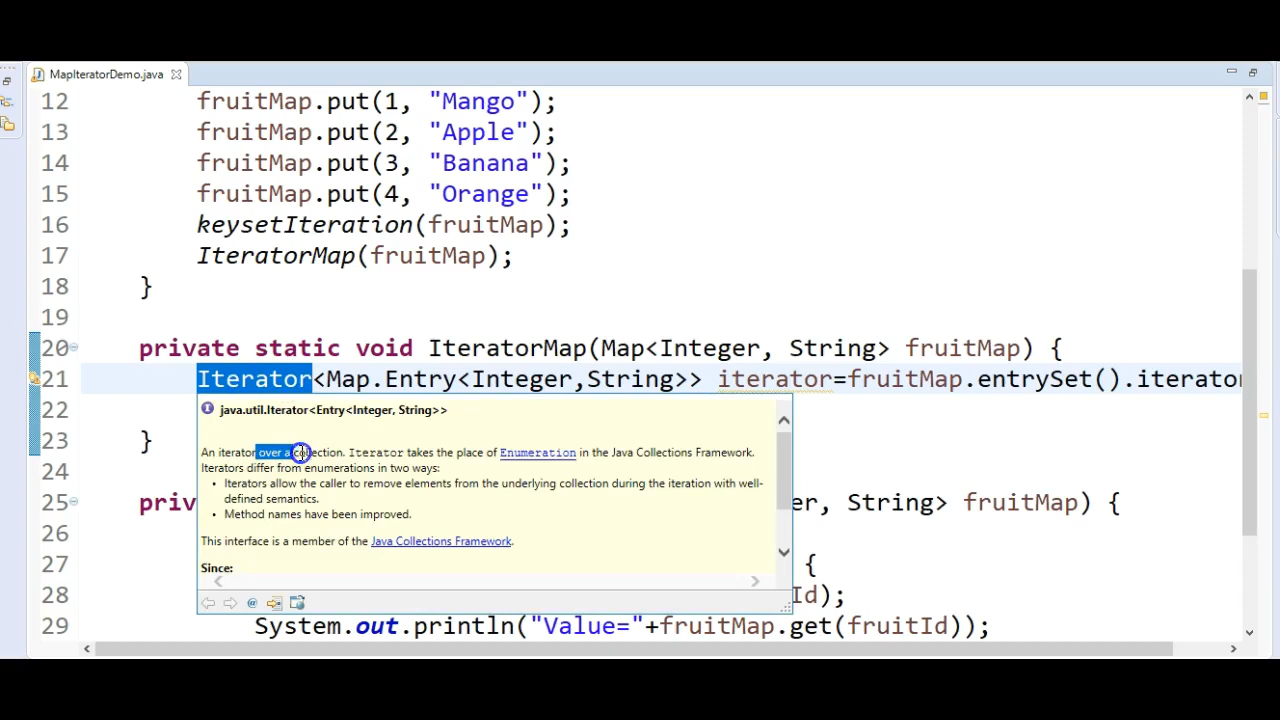 MapIteratorDemo.java
12 fruitMap.put(1, "Mango");
13 fruitMap.put(2, "Apple");
14 fruitMap.put(3, "Banana");
15 fruitMap.put(4, "Orange");
16 keysetIteration(fruitMap);
17 IteratorMap(fruitMap);
18 }
19
20 private static void IteratorMap(Map<Integer, String> fruitMap) {
21 Iterator<Map.Entry<Integer,String>> iterator=fruitMap.entrySet().iterator
22
java.util.Iterator<Entry<Integer, String>>
23 }
An iterator over a collection. Iterator takes the place of Enumeration in the Java Collections Framework.
Iterators differ from enumerations in two ways:
24
• Iterators allow the caller to remove elements from the underlying collection during the iteration with well-
defined semantics.
25 priv er, String> fruitMap) {
• Method names have been improved.
26
This interface is a member of the Java Collections Framework.
27 {
Since:
28 Id);
29 System.out.println("Value="+fruitMap.get(fruitId));